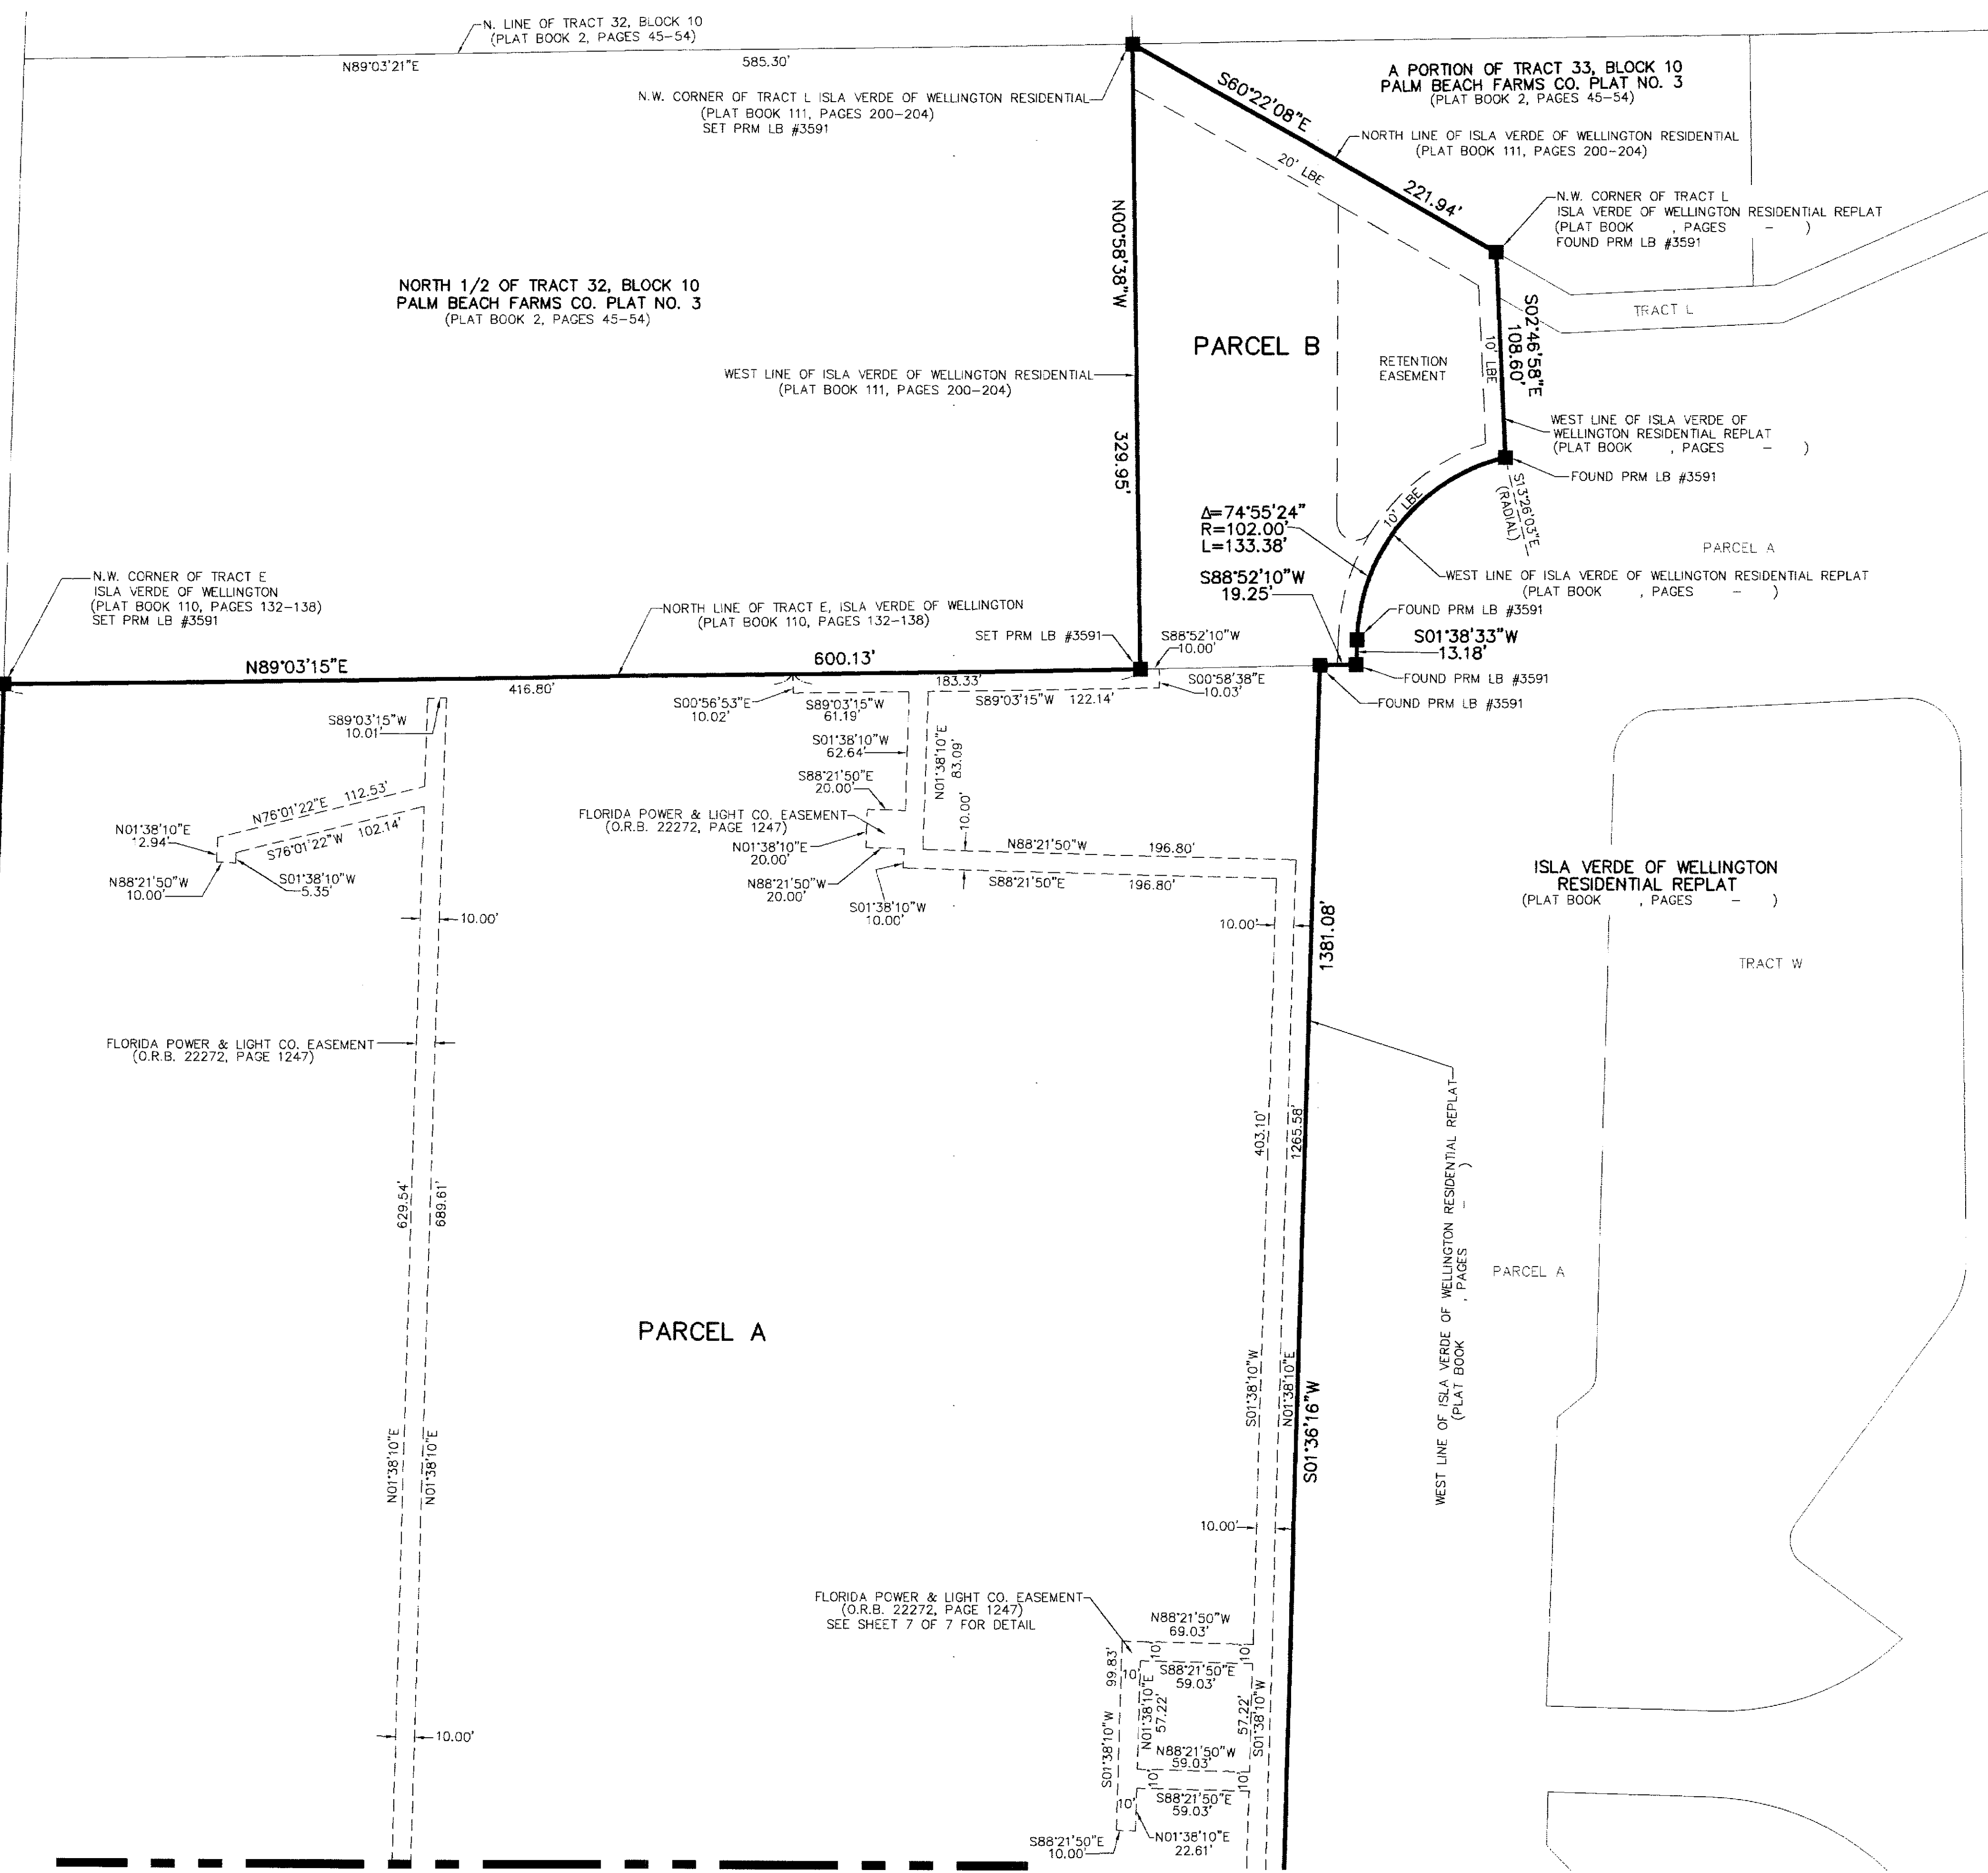 N. LINE OF TRACT 32, BLOCK 10
(PLAT BOOK 2, PAGES 45-54)
N89°03'21"E
585.30'
N.W. CORNER OF TRACT L ISLA VERDE OF WELLINGTON RESIDENTIAL
(PLAT BOOK 111, PAGES 200-204)
SET PRM LB #3591
A PORTION OF TRACT 33, BLOCK 10
PALM BEACH FARMS CO. PLAT NO. 3
(PLAT BOOK 2, PAGES 45-54)
S60°22'08"E
221.94'
NORTH LINE OF ISLA VERDE OF WELLINGTON RESIDENTIAL
(PLAT BOOK 111, PAGES 200-204)
20' LBE
N.W. CORNER OF TRACT L
ISLA VERDE OF WELLINGTON RESIDENTIAL REPLAT
(PLAT BOOK , PAGES - )
FOUND PRM LB #3591
NORTH 1/2 OF TRACT 32, BLOCK 10
PALM BEACH FARMS CO. PLAT NO. 3
(PLAT BOOK 2, PAGES 45-54)
N00°58'38"W
329.95'
TRACT L
S02°46'58"E
108.60'
10' LBE
PARCEL B
RETENTION
EASEMENT
WEST LINE OF ISLA VERDE OF WELLINGTON RESIDENTIAL
(PLAT BOOK 111, PAGES 200-204)
WEST LINE OF ISLA VERDE OF
WELLINGTON RESIDENTIAL REPLAT
(PLAT BOOK , PAGES - )
FOUND PRM LB #3591
S13°26'03"E
(RADIAL)
10' LBE
Δ=74°55'24"
R=102.00'
L=133.38'
PARCEL A
WEST LINE OF ISLA VERDE OF WELLINGTON RESIDENTIAL REPLAT
(PLAT BOOK , PAGES - )
S88°52'10"W
19.25'
FOUND PRM LB #3591
S01°38'33"W
13.18'
FOUND PRM LB #3591
FOUND PRM LB #3591
N.W. CORNER OF TRACT E
ISLA VERDE OF WELLINGTON
(PLAT BOOK 110, PAGES 132-138)
SET PRM LB #3591
NORTH LINE OF TRACT E, ISLA VERDE OF WELLINGTON
(PLAT BOOK 110, PAGES 132-138)
SET PRM LB #3591
S88°52'10"W
10.00'
N89°03'15"E
600.13'
416.80'
183.33'
S00°58'38"E
10.03'
S00°56'53"E
10.02'
S89°03'15"W
61.19'
S89°03'15"W 122.14'
S89°03'15"W
10.01'
S01°38'10"W
62.64'
N01°38'10"E
83.09'
S88°21'50"E
20.00'
N76°01'22"E 112.53'
S76°01'22"W 102.14'
N01°38'10"E
12.94'
N88°21'50"W
10.00'
S01°38'10"W
5.35'
FLORIDA POWER & LIGHT CO. EASEMENT
(O.R.B. 22272, PAGE 1247)
10.00'
N01°38'10"E
20.00'
N88°21'50"W
20.00'
S01°38'10"W
10.00'
N88°21'50"W 196.80'
S88°21'50"E 196.80'
10.00'
10.00'
1381.08'
ISLA VERDE OF WELLINGTON
RESIDENTIAL REPLAT
(PLAT BOOK , PAGES - )
TRACT W
FLORIDA POWER & LIGHT CO. EASEMENT
(O.R.B. 22272, PAGE 1247)
403.10'
1265.58'
629.54'
689.61'
WEST LINE OF ISLA VERDE OF WELLINGTON RESIDENTIAL REPLAT
(PLAT BOOK , PAGES - )
PARCEL A
PARCEL A
S01°38'10"W
N01°38'10"E
S01°36'16"W
N01°38'10"E
N01°38'10"E
10.00'
FLORIDA POWER & LIGHT CO. EASEMENT
(O.R.B. 22272, PAGE 1247)
SEE SHEET 7 OF 7 FOR DETAIL
N88°21'50"W
69.03'
10'
10'
99.83'
S01°38'10"W
10'
S88°21'50"E
59.03'
N01°38'10"E
57.22'
57.22'
S01°38'10"W
N88°21'50"W
59.03'
10'
10'
10.00'
S88°21'50"E
59.03'
10'
S88°21'50"E
10.00'
N01°38'10"E
22.61'